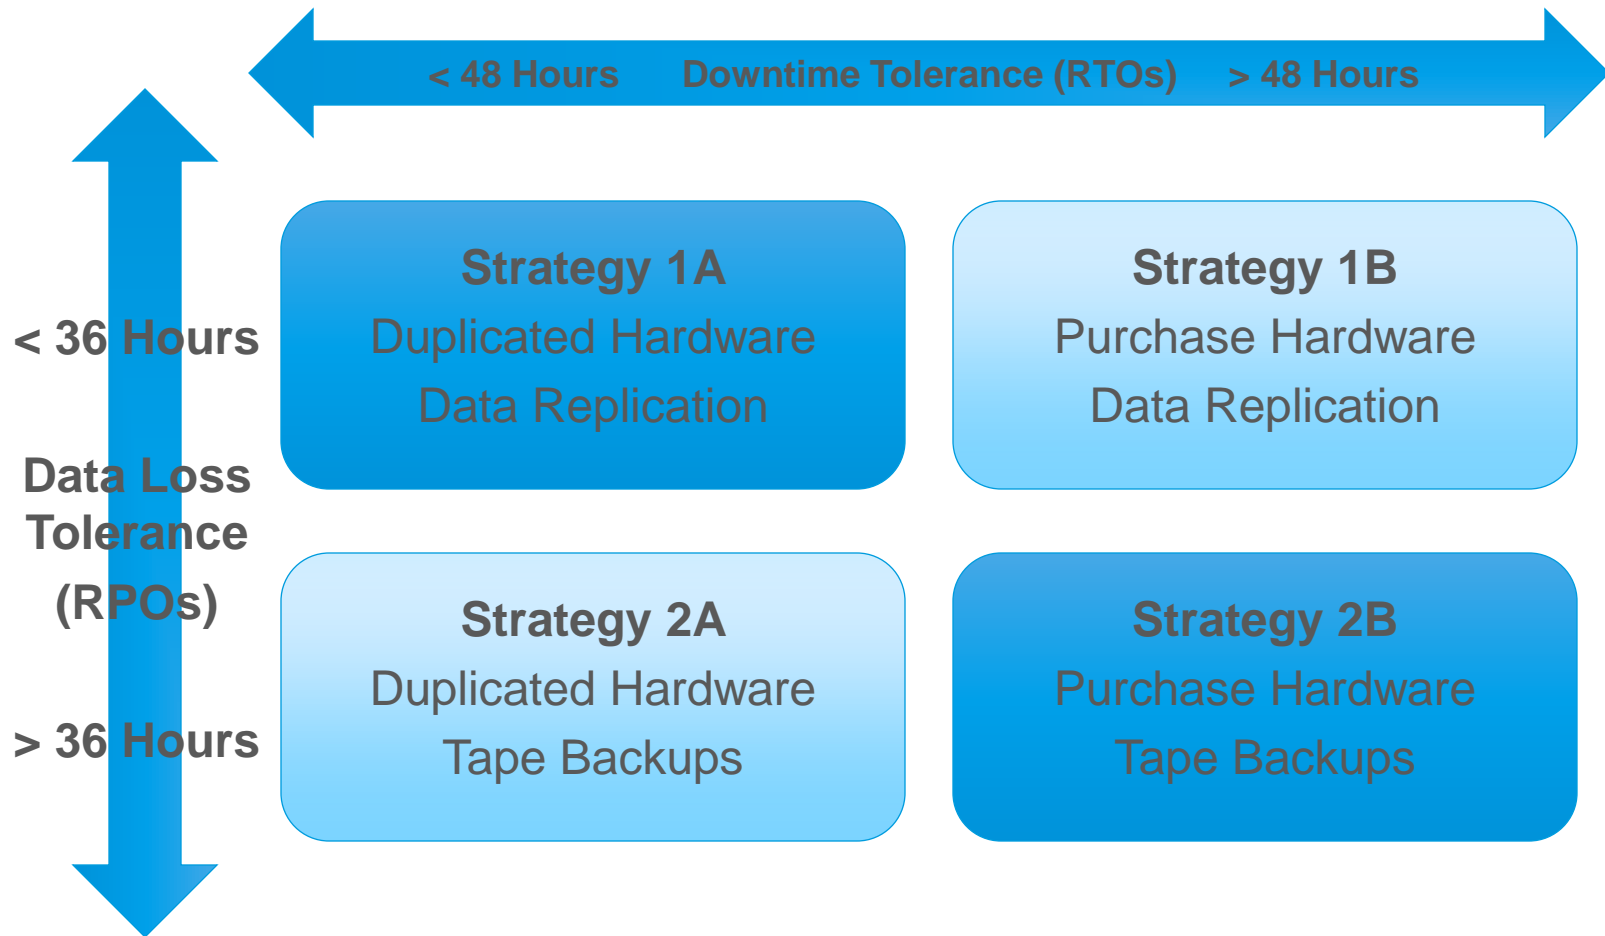 < 48 Hours Downtime Tolerance (RTOs) > 48 Hours
< 36 Hours
Data Loss
Tolerance
(RPOs)
> 36 Hours
Strategy 1A
Duplicated Hardware
Data Replication
Strategy 1B
Purchase Hardware
Data Replication
Strategy 2A
Duplicated Hardware
Tape Backups
Strategy 2B
Purchase Hardware
Tape Backups